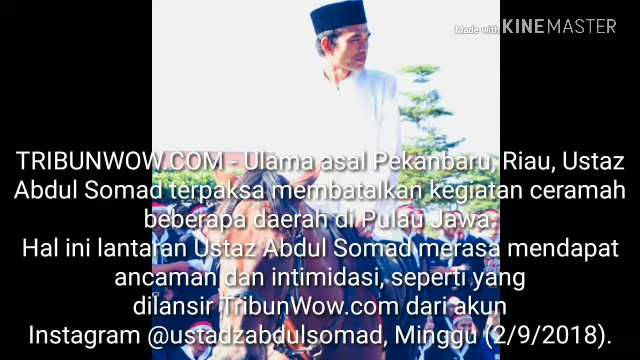 Made with KINEMASTER
TRIBUNWOW.COM - Ulama asal Pekanbaru, Riau, Ustaz
Abdul Somad terpaksa membatalkan kegiatan ceramah
beberapa daerah di Pulau Jawa.
Hal ini lantaran Ustaz Abdul Somad merasa mendapat
ancaman dan intimidasi, seperti yang
dilansir TribunWow.com dari akun
Instagram @ustadzabdulsomad, Minggu (2/9/2018).